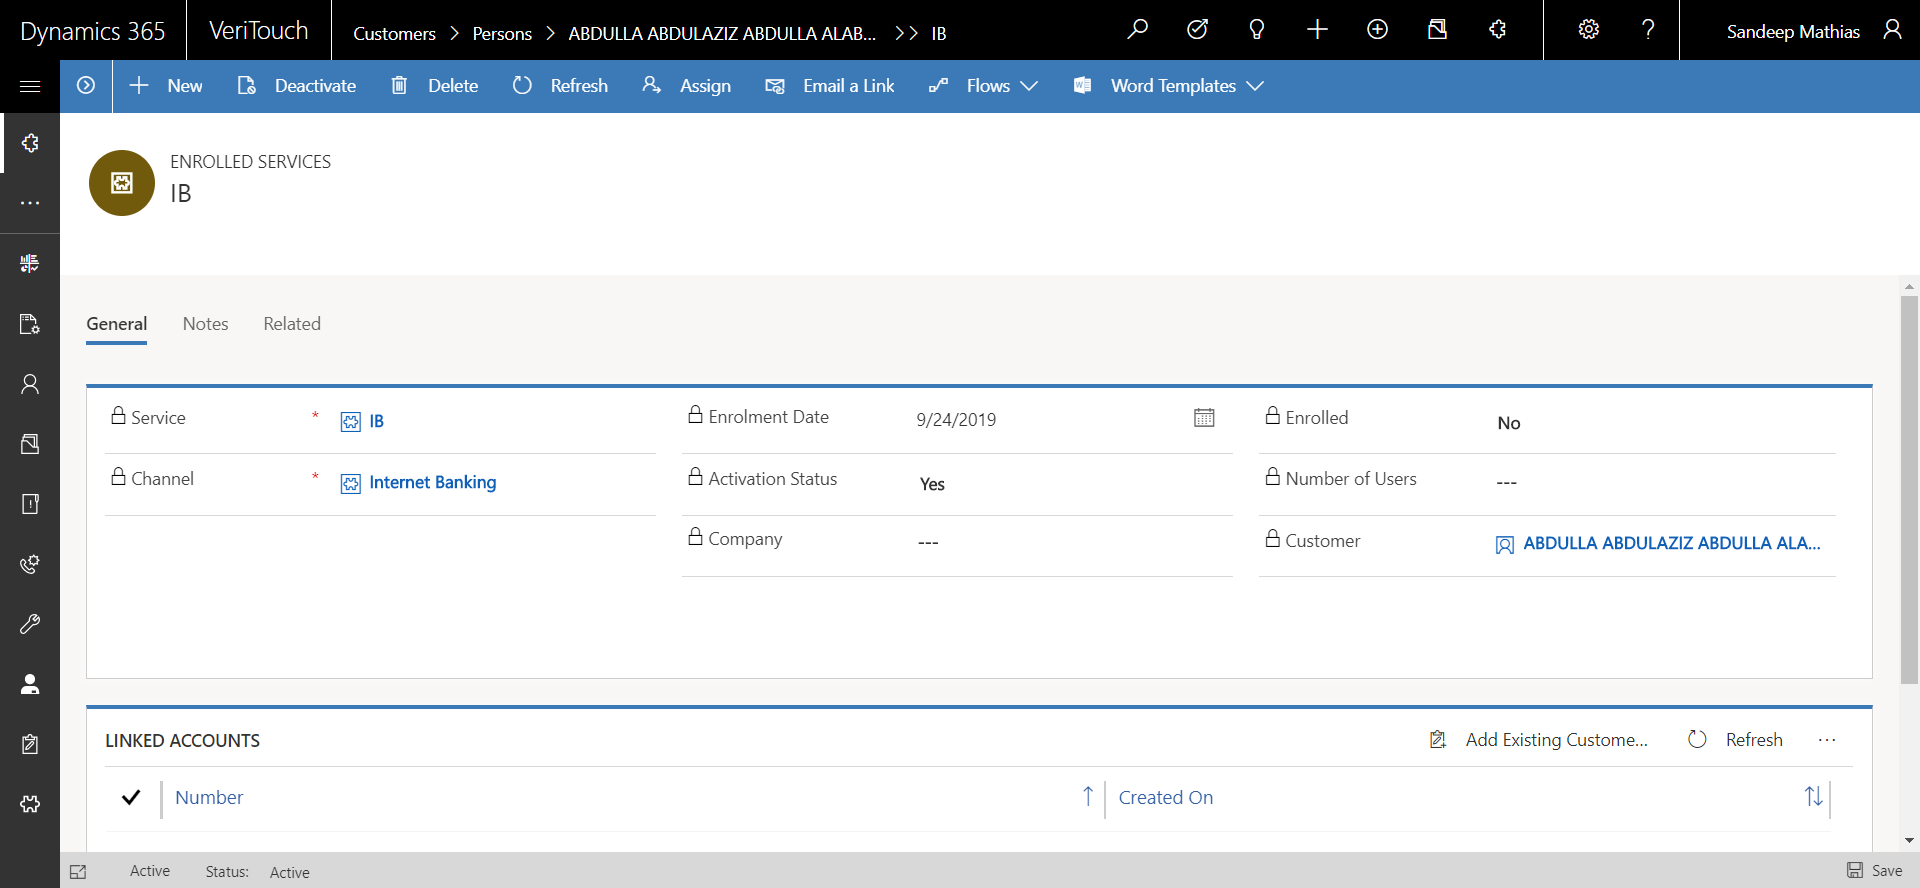 Dynamics 365
VeriTouch
Customers > Persons > ABDULLA ABDULAZIZ ABDULLA ALAB... >> IB
?
Sandeep Mathias
New
Deactivate
Delete
Refresh
Assign
Email a Link
Flows
Word Templates
ENROLLED SERVICES
IB
General
Notes
Related
Service * IB
Channel * Internet Banking
Enrolment Date 9/24/2019
Activation Status Yes
Company ---
Enrolled No
Number of Users ---
Customer ABDULLA ABDULAZIZ ABDULLA ALA...
LINKED ACCOUNTS
Add Existing Custome...
Refresh
...
Number
Created On
Active
Status: Active
Save